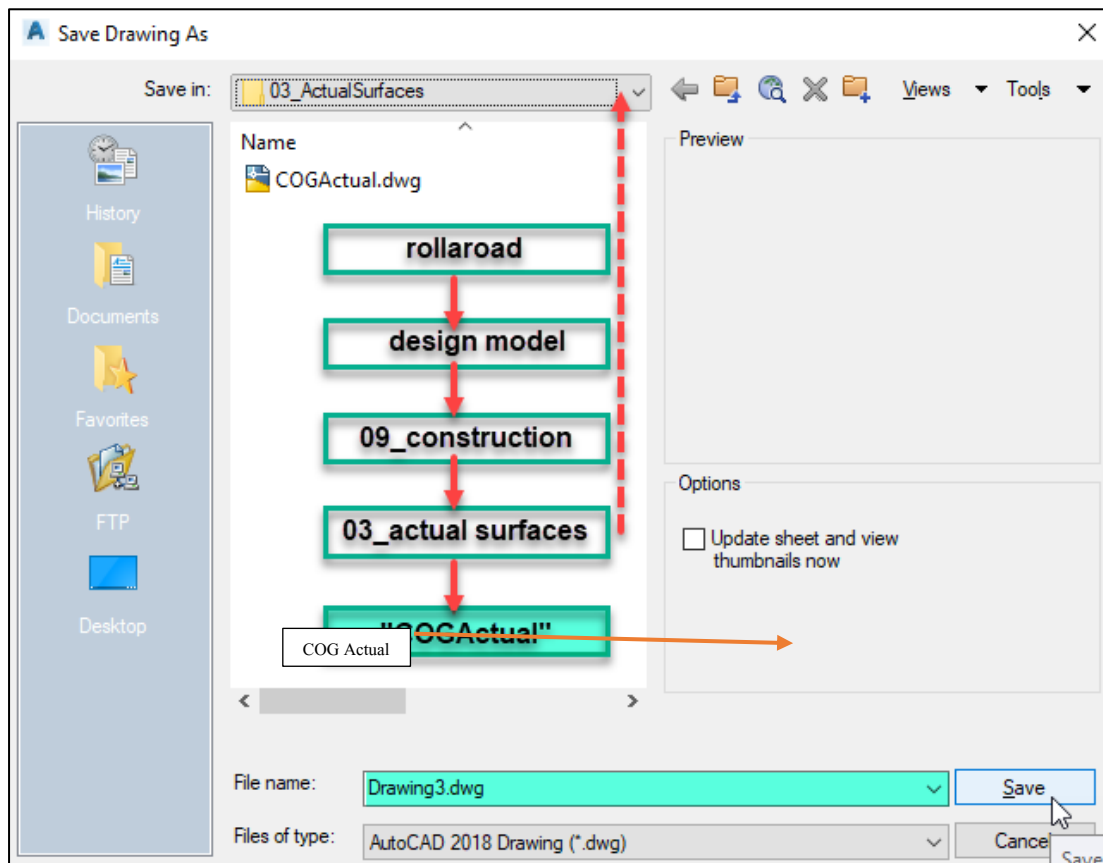 Save Drawing As
Save in:
03_ActualSurfaces
Views
Tools
Name
COGActual.dwg
Preview
History
Documents
Favorites
FTP
Desktop
rollaroad
design model
09_construction
03_actual surfaces
"COGActual"
COG Actual
Options
Update sheet and view
thumbnails now
File name:
Drawing3.dwg
Save
Files of type:
AutoCAD 2018 Drawing (*.dwg)
Cancel
Save